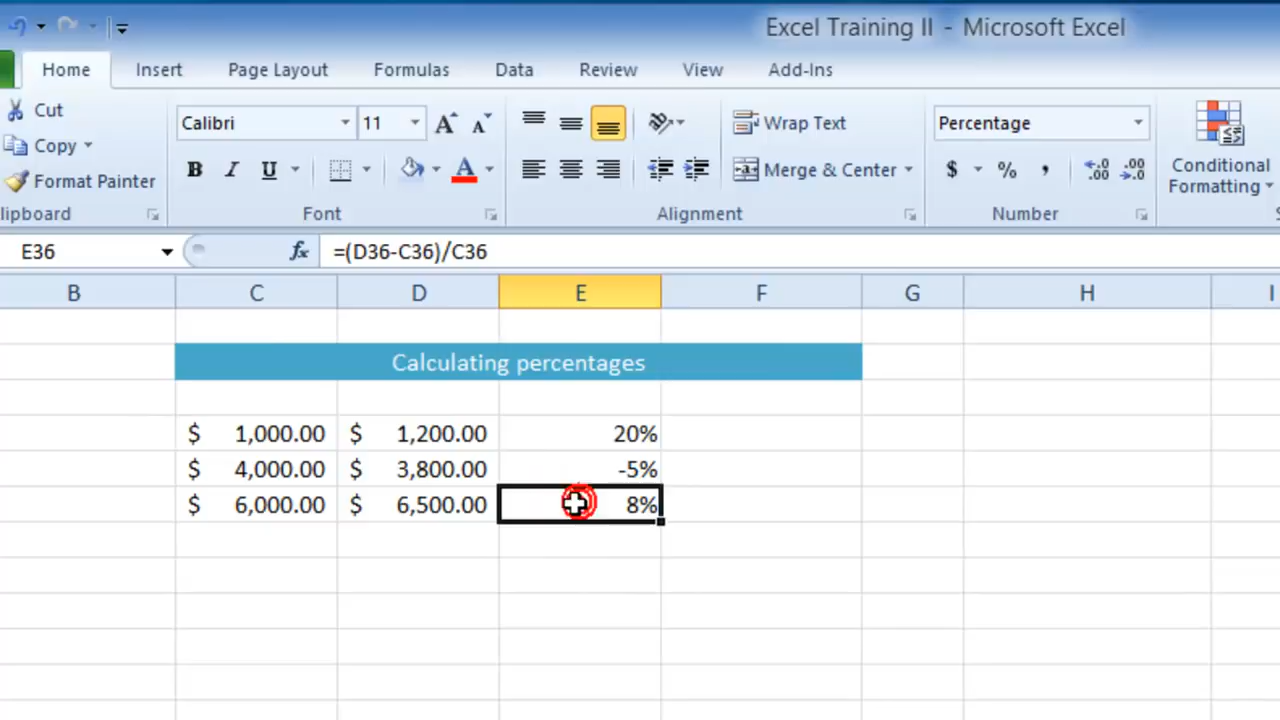 Excel Training II - Microsoft Excel
Home Insert Page Layout Formulas Data Review View Add-Ins
Cut
Copy
Format Painter
lipboard
Calibri 11
B I U A
Font
Wrap Text
Merge & Center
Alignment
Percentage
$ % , .00 .00
Number
Conditional
Formatting
E36 fx =(D36-C36)/C36
B C D E F G H I
Calculating percentages
$ 1,000.00 $ 1,200.00 20%
$ 4,000.00 $ 3,800.00 -5%
$ 6,000.00 $ 6,500.00 8%